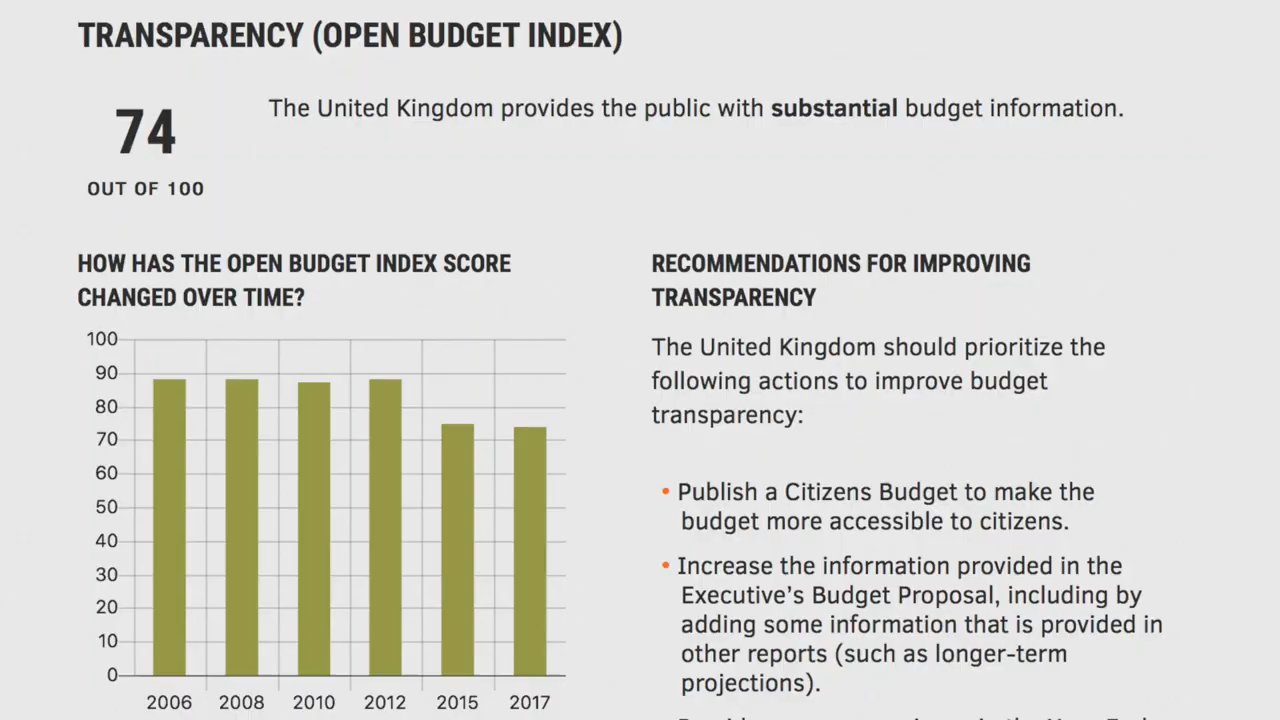 TRANSPARENCY (OPEN BUDGET INDEX)
74
OUT OF 100
The United Kingdom provides the public with substantial budget information.
HOW HAS THE OPEN BUDGET INDEX SCORE
CHANGED OVER TIME?
100
90
80
70
60
50
40
30
20
10
0
2006 2008 2010 2012 2015 2017
RECOMMENDATIONS FOR IMPROVING
TRANSPARENCY
The United Kingdom should prioritize the
following actions to improve budget
transparency:
• Publish a Citizens Budget to make the
budget more accessible to citizens.
• Increase the information provided in the
Executive’s Budget Proposal, including by
adding some information that is provided in
other reports (such as longer-term
projections).